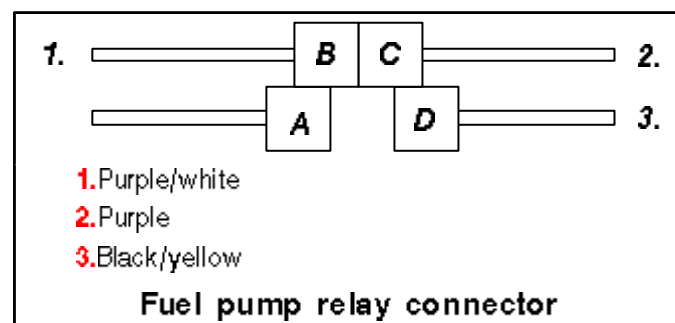 1. B C 2.
A D 3.
1.Purple/white
2.Purple
3.Black/yellow
Fuel pump relay connector